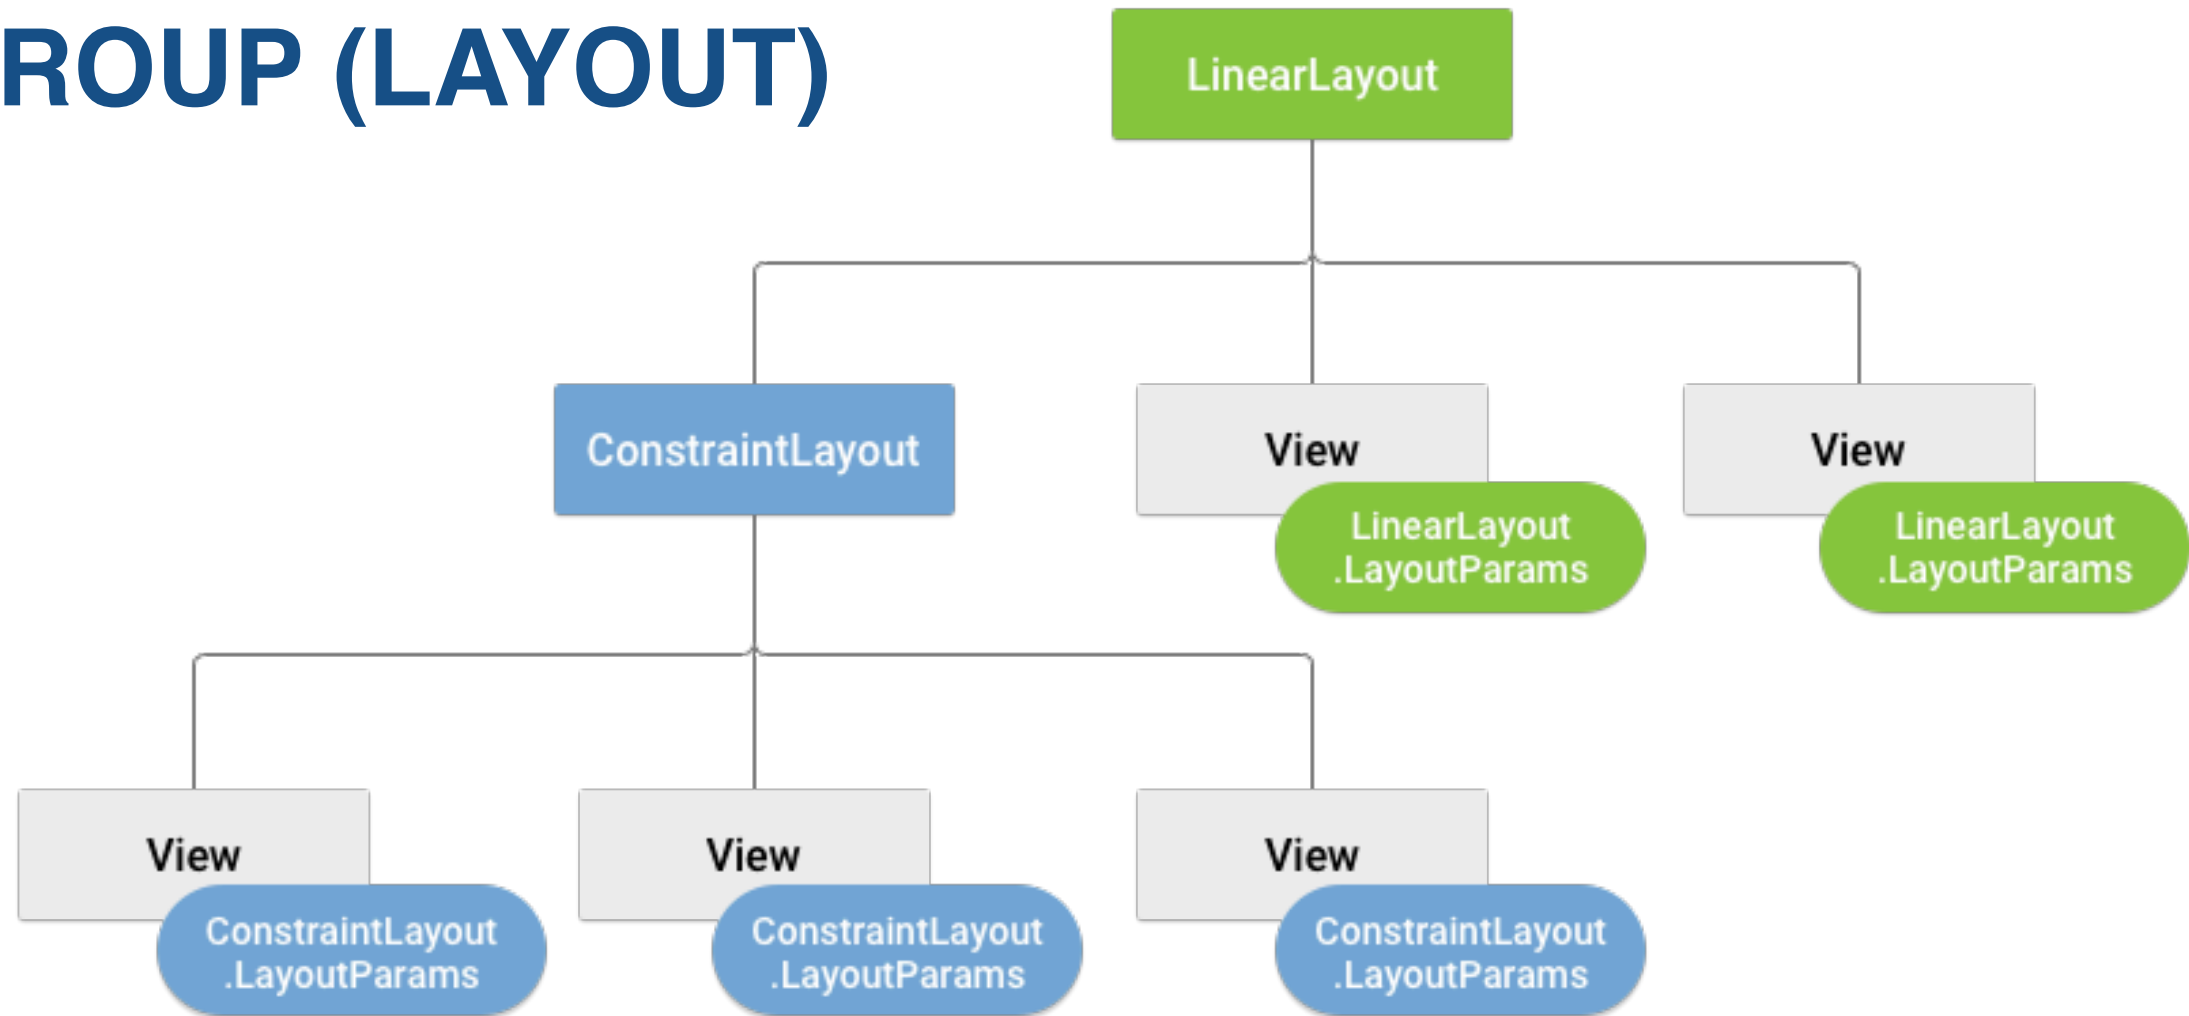 ROUP (LAYOUT)
LinearLayout
ConstraintLayout
View
LinearLayout
.LayoutParams
View
LinearLayout
.LayoutParams
View
ConstraintLayout
.LayoutParams
View
ConstraintLayout
.LayoutParams
View
ConstraintLayout
.LayoutParams